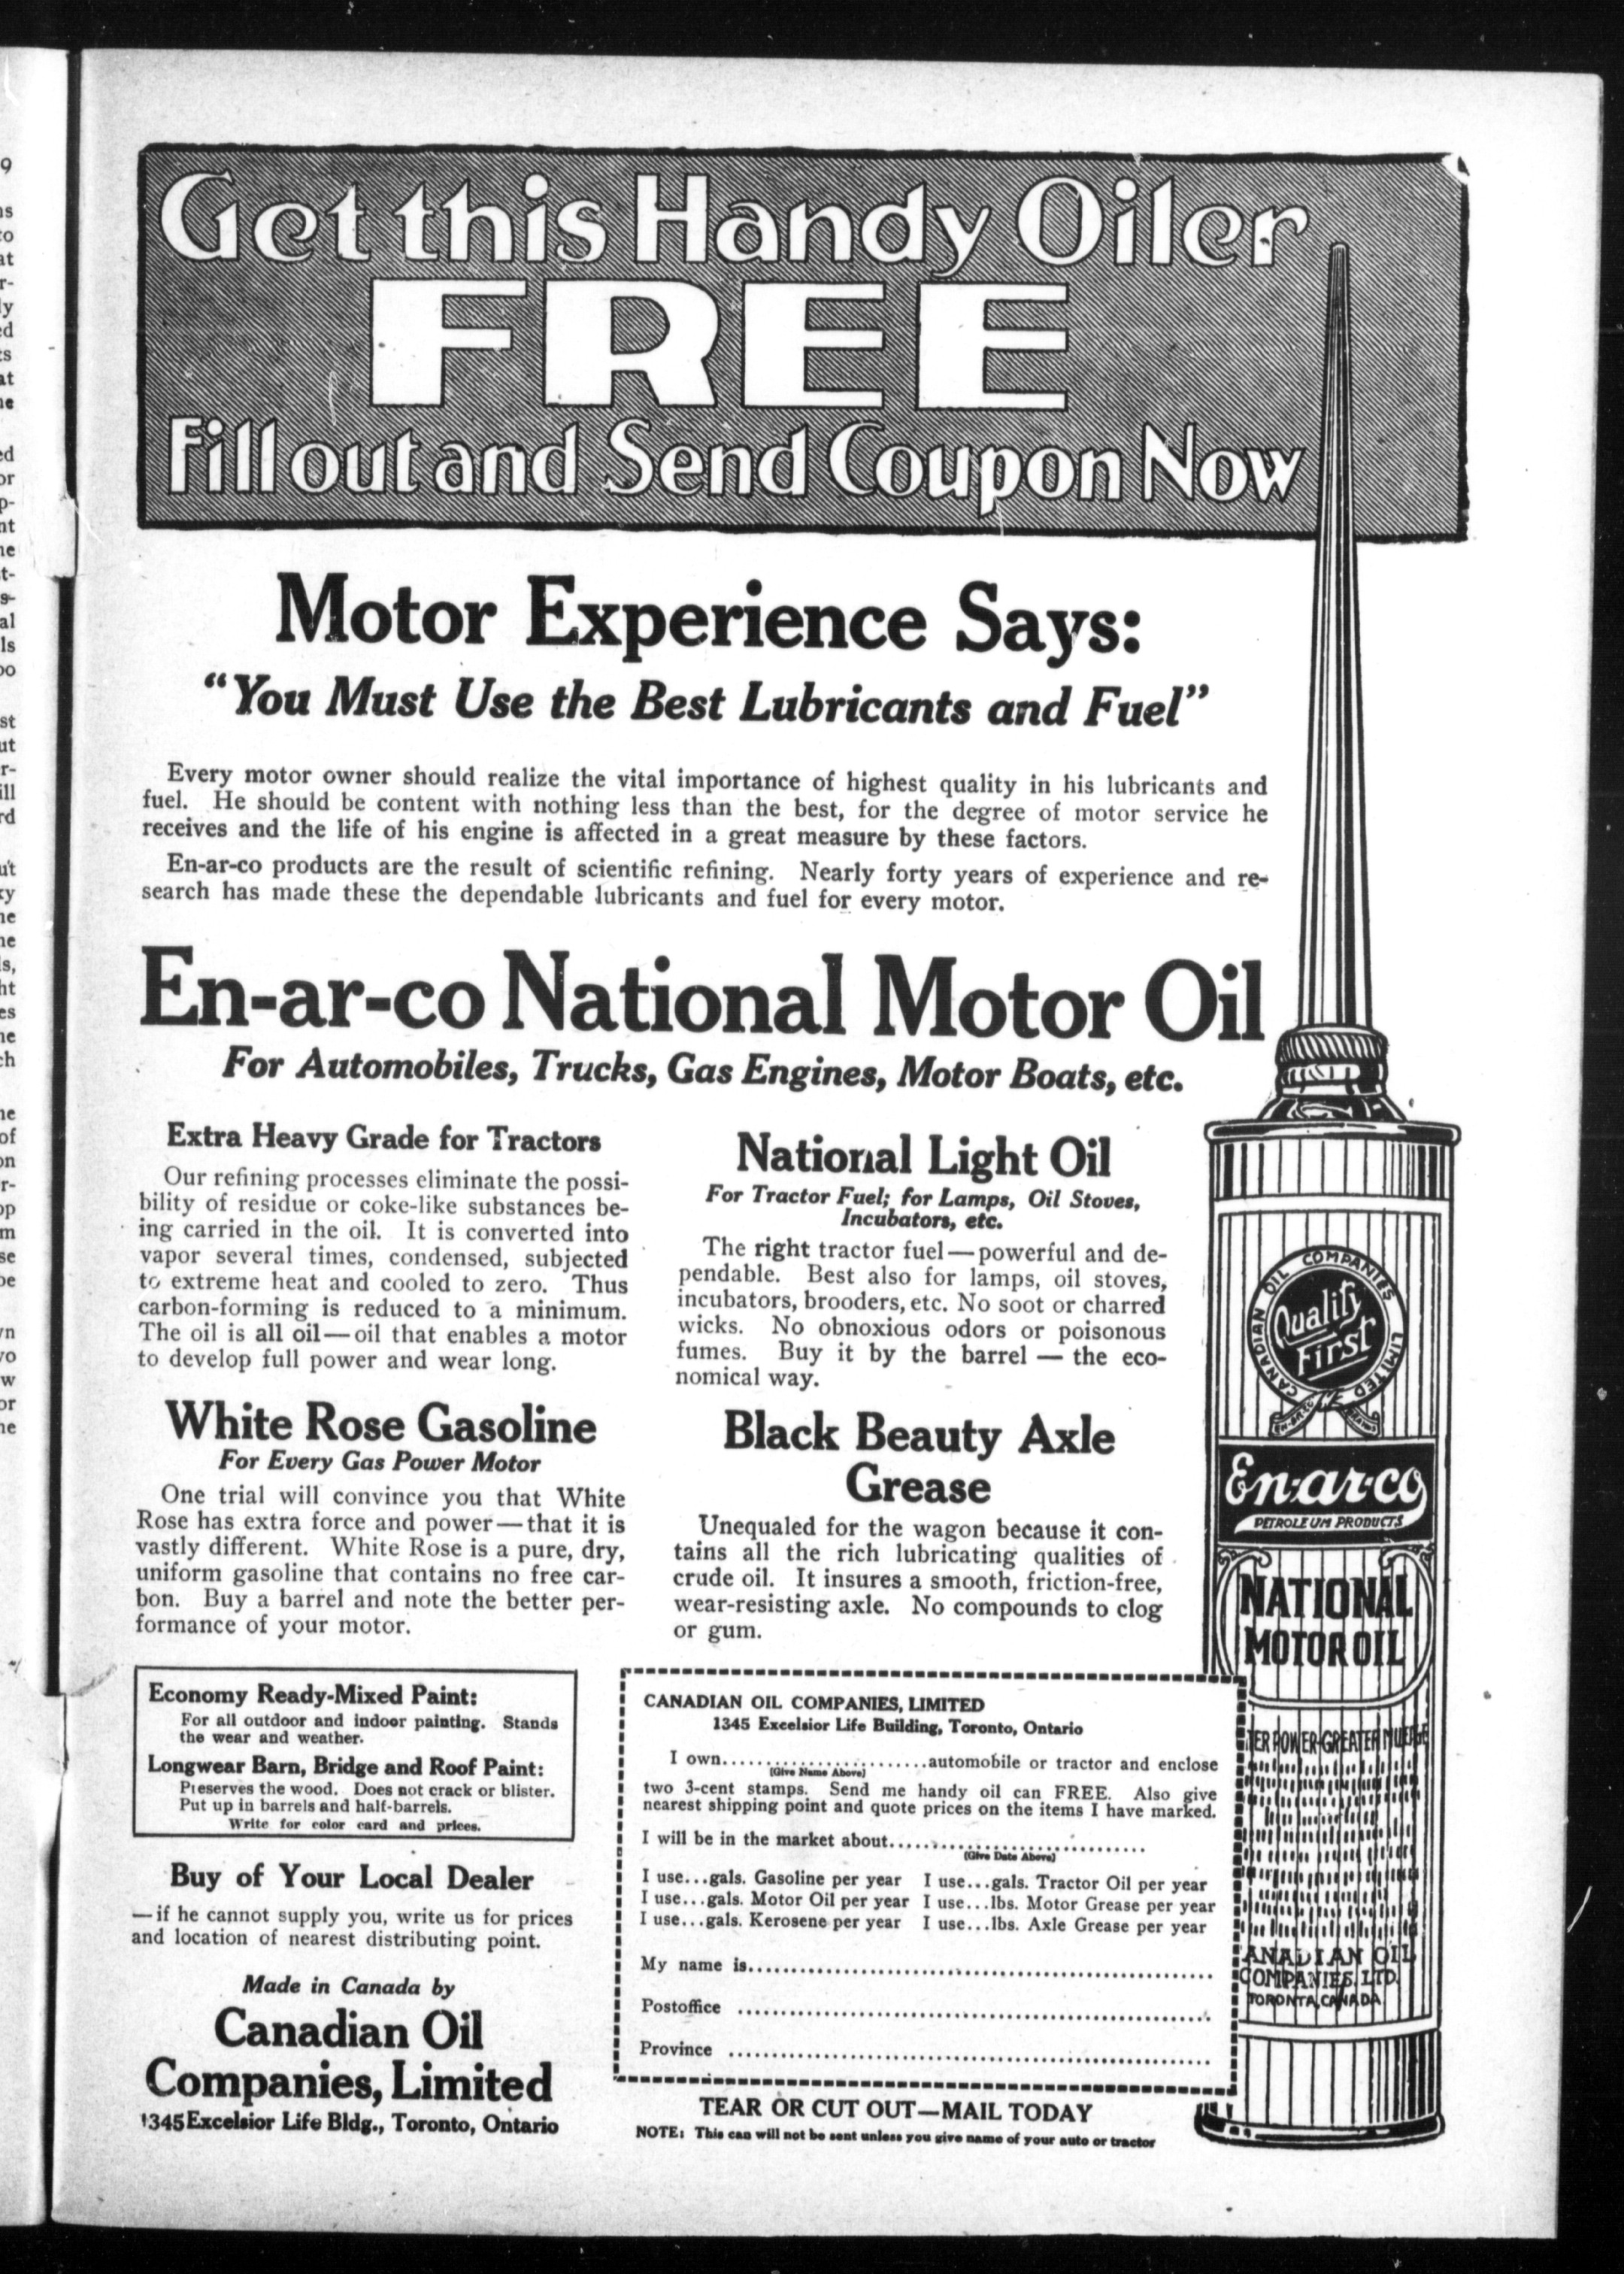 Get this Handy Oiler
FREE
Fill out and Send Coupon Now
Motor Experience Says:
"You Must Use the Best Lubricants and Fuel"
Every motor owner should realize the vital importance of highest quality in his lubricants and
fuel. He should be content with nothing less than the best, for the degree of motor service he
receives and the life of his engine is affected in a great measure by these factors.
En-ar-co products are the result of scientific refining. Nearly forty years of experience and re-
search has made these the dependable lubricants and fuel for every motor.
En-ar-co National Motor Oil
For Automobiles, Trucks, Gas Engines, Motor Boats, etc.
Extra Heavy Grade for Tractors
Our refining processes eliminate the possi-
bility of residue or coke-like substances be-
ing carried in the oil. It is converted into
vapor several times, condensed, subjected
to extreme heat and cooled to zero. Thus
carbon-forming is reduced to a minimum.
The oil is all oil—oil that enables a motor
to develop full power and wear long.
White Rose Gasoline
For Every Gas Power Motor
One trial will convince you that White
Rose has extra force and power—that it is
vastly different. White Rose is a pure, dry,
uniform gasoline that contains no free car-
bon. Buy a barrel and note the better per-
formance of your motor.
National Light Oil
For Tractor Fuel; for Lamps, Oil Stoves,
Incubators, etc.
The right tractor fuel—powerful and de-
pendable. Best also for lamps, oil stoves,
incubators, brooders, etc. No soot or charred
wicks. No obnoxious odors or poisonous
fumes. Buy it by the barrel — the eco-
nomical way.
Black Beauty Axle
Grease
Unequaled for the wagon because it con-
tains all the rich lubricating qualities of
crude oil. It insures a smooth, friction-free,
wear-resisting axle. No compounds to clog
or gum.
Economy Ready-Mixed Paint:
For all outdoor and indoor painting. Stands
the wear and weather.
Longwear Barn, Bridge and Roof Paint:
Preserves the wood. Does not crack or blister.
Put up in barrels and half-barrels.
Write for color card and prices.
Buy of Your Local Dealer
—if he cannot supply you, write us for prices
and location of nearest distributing point.
Made in Canada by
Canadian Oil
Companies, Limited
1345 Excelsior Life Bldg., Toronto, Ontario
CANADIAN OIL COMPANIES, LIMITED
1345 Excelsior Life Building, Toronto, Ontario
I own..........................automobile or tractor and enclose
(Give Name Above)
two 3-cent stamps. Send me handy oil can FREE. Also give
nearest shipping point and quote prices on the items I have marked.
I will be in the market about................................
(Give Date Above)
I use...gals. Gasoline per year I use...gals. Tractor Oil per year
I use...gals. Motor Oil per year I use...lbs. Motor Grease per year
I use...gals. Kerosene per year I use...lbs. Axle Grease per year
My name is..........................................................
Postoffice ..........................................................
Province ..........................................................
TEAR OR CUT OUT—MAIL TODAY
NOTE: This can will not be sent unless you give name of your auto or tractor
CANADIAN OIL COMPANIES LIMITED
Quality
First
En-ar-co
PETROLEUM PRODUCTS
NATIONAL
MOTOR OIL
ER POWER-GREATER
ANADIAN OIL
COMPANIES, LTD.
TORONTA, CANADA